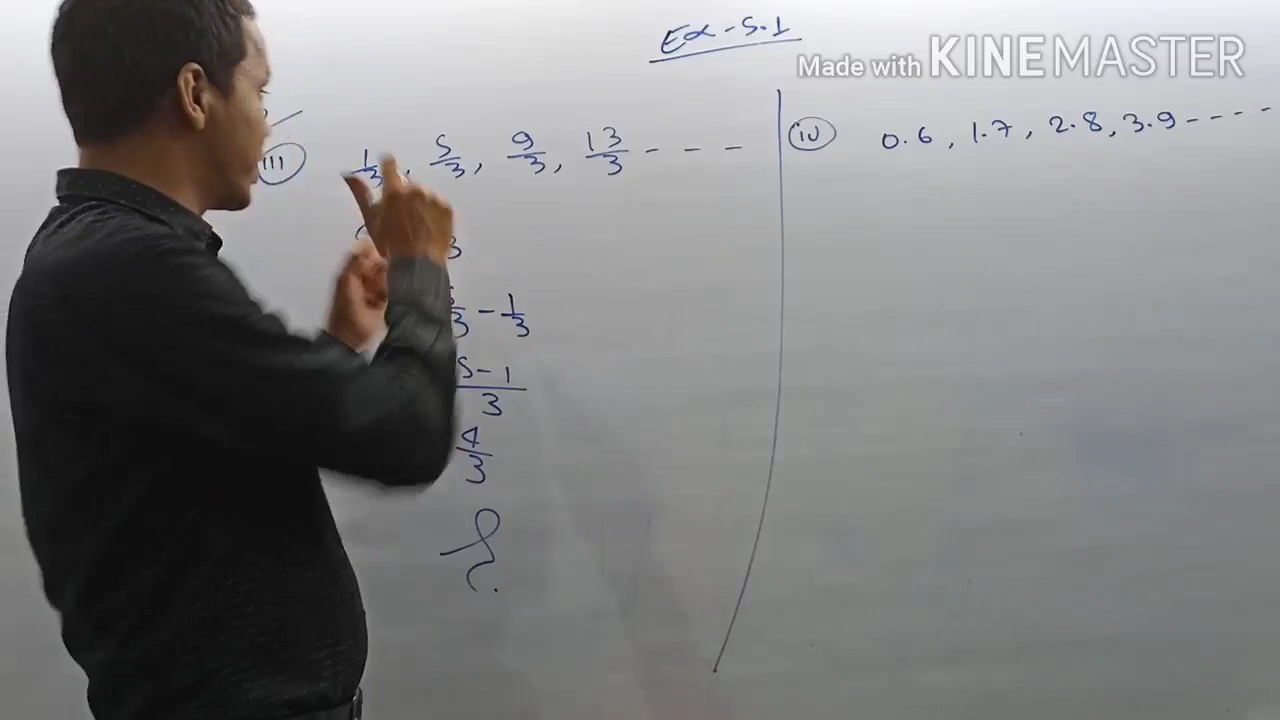 Ex - 5.1
Made with KINEMASTER
(iii) 1/3, 5/3, 9/3, 13/3 - - -
3
3 - 1/3
5 - 1
3
4/3
(iv) 0.6, 1.7, 2.8, 3.9 - - - -